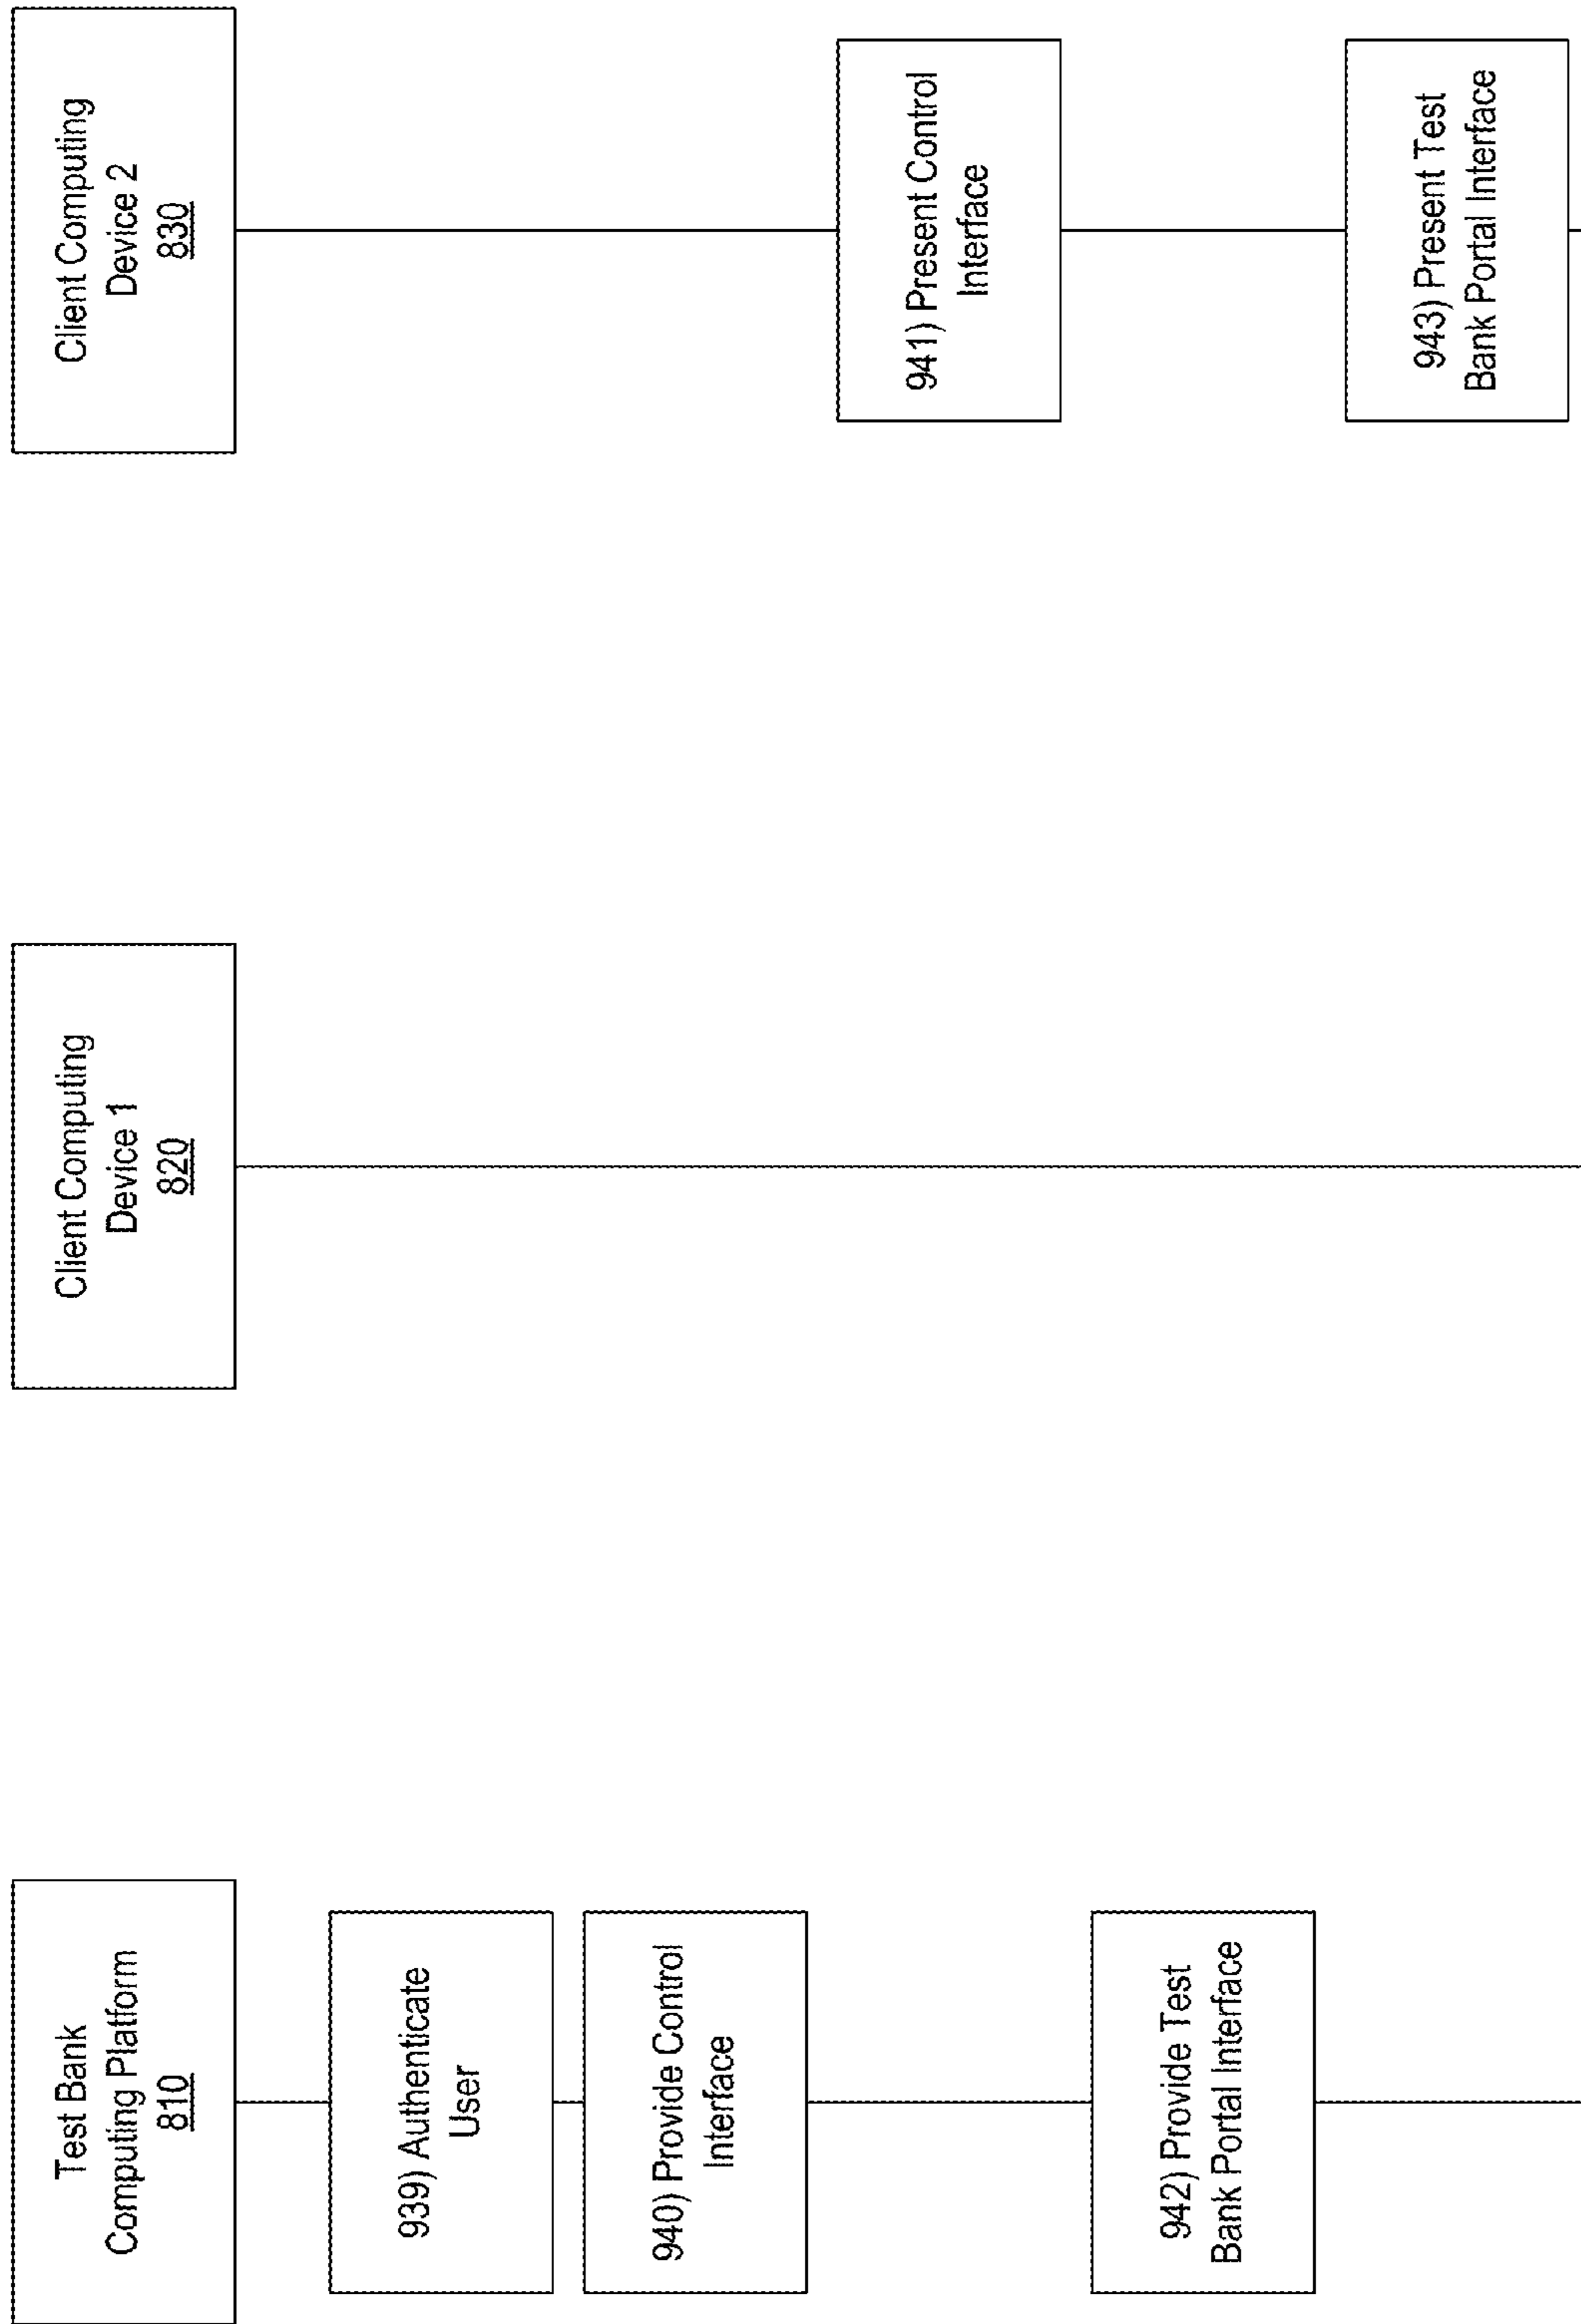 Test Bank
Computing Platform
810
Client Computing
Device 1
820
Client Computing
Device 2
830
939) Authenticate
User
940) Provide Control
Interface
941) Present Control
Interface
942) Provide Test
Bank Portal Interface
943) Present Test
Bank Portal Interface